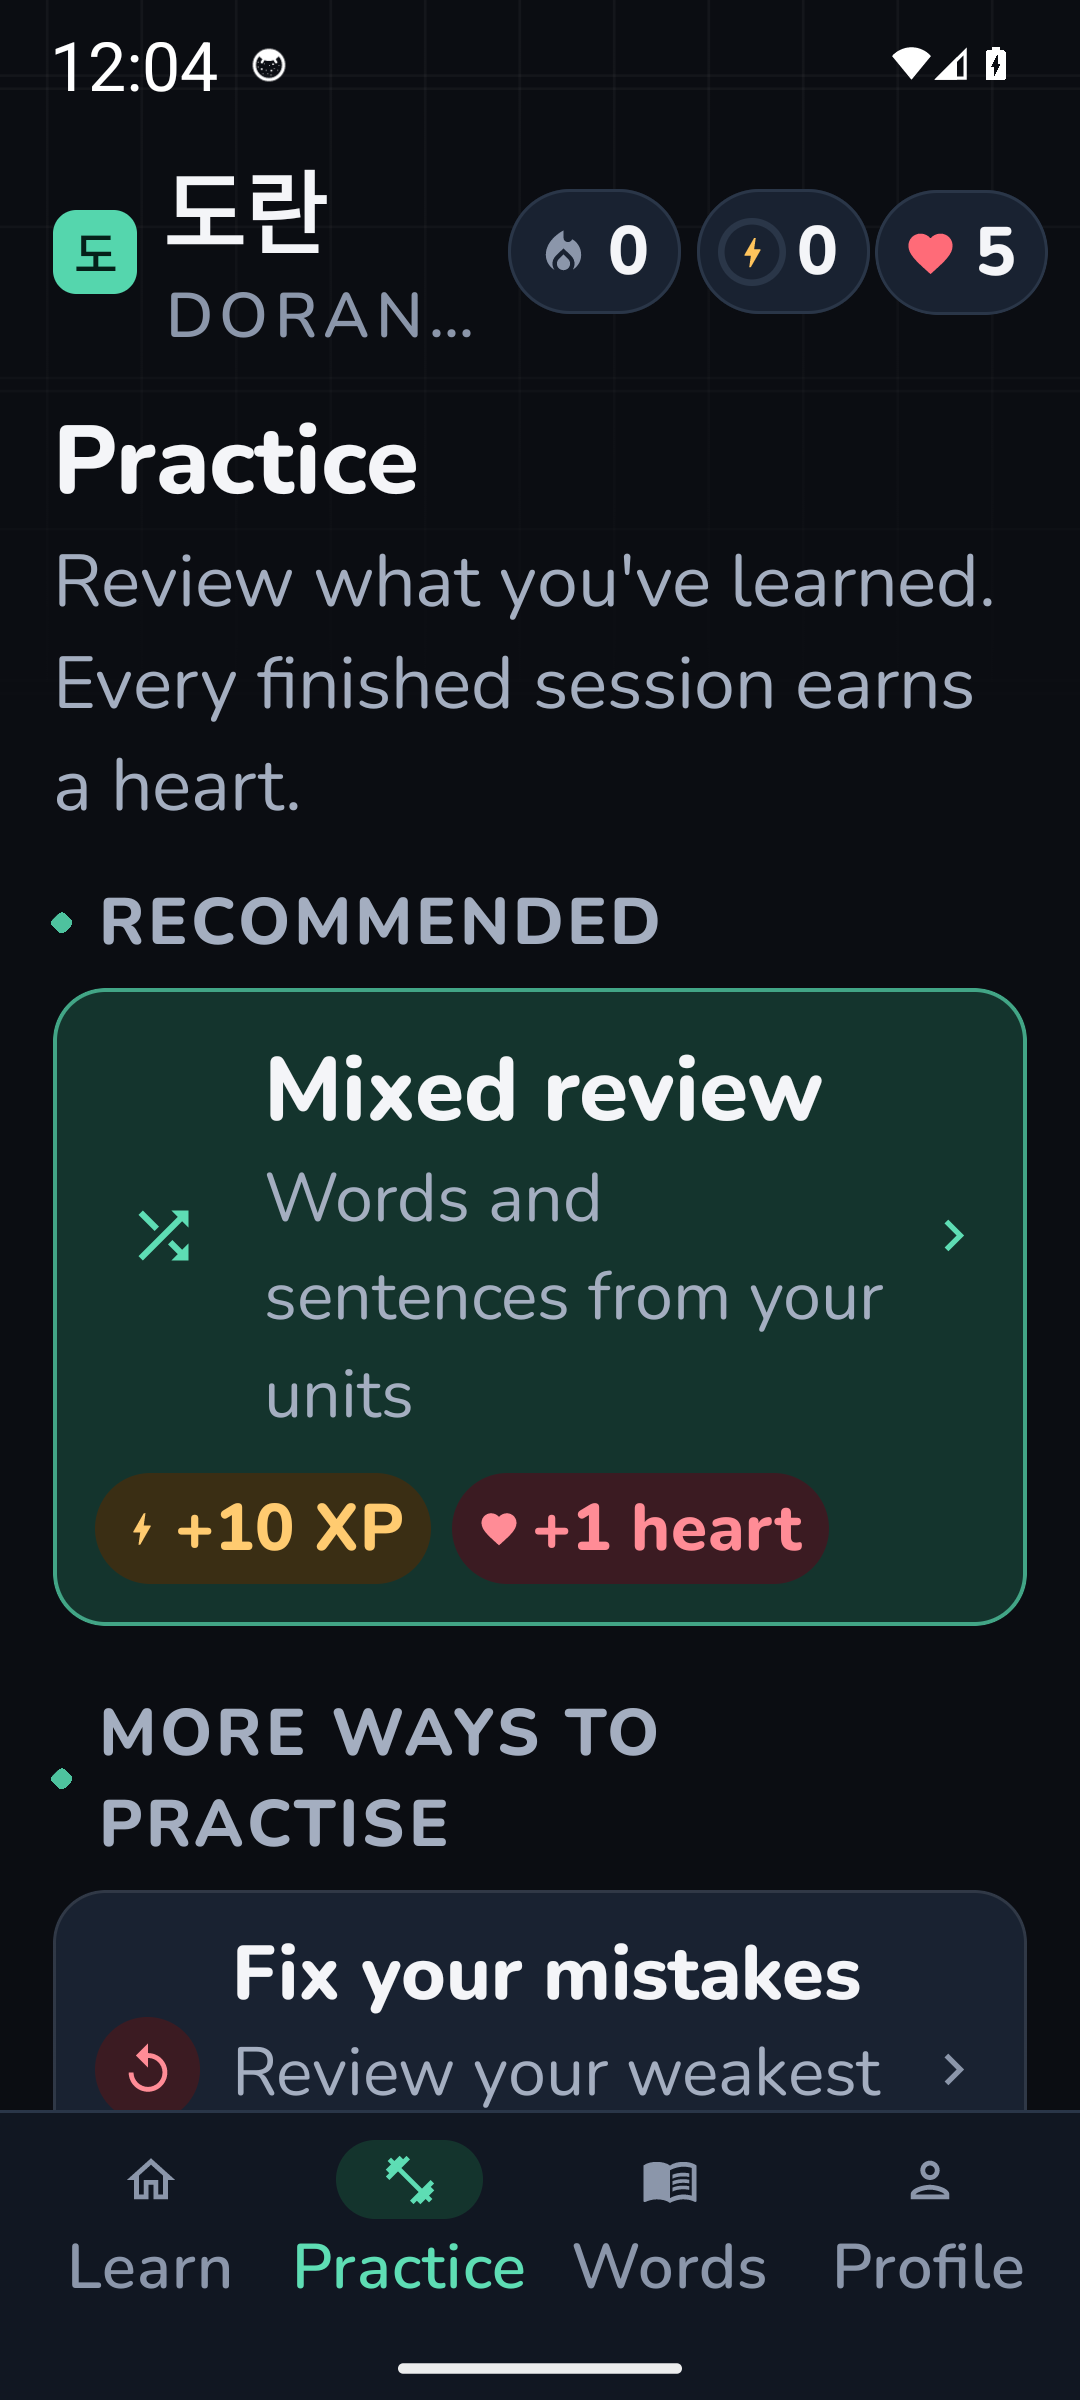 12:04
도
도란
DORAN…
0
0
5
Practice
Review what you've learned.
Every finished session earns
a heart.
RECOMMENDED
Mixed review
Words and
sentences from your
units
+10 XP
+1 heart
MORE WAYS TO
PRACTISE
Fix your mistakes
Review your weakest
Learn
Practice
Words
Profile